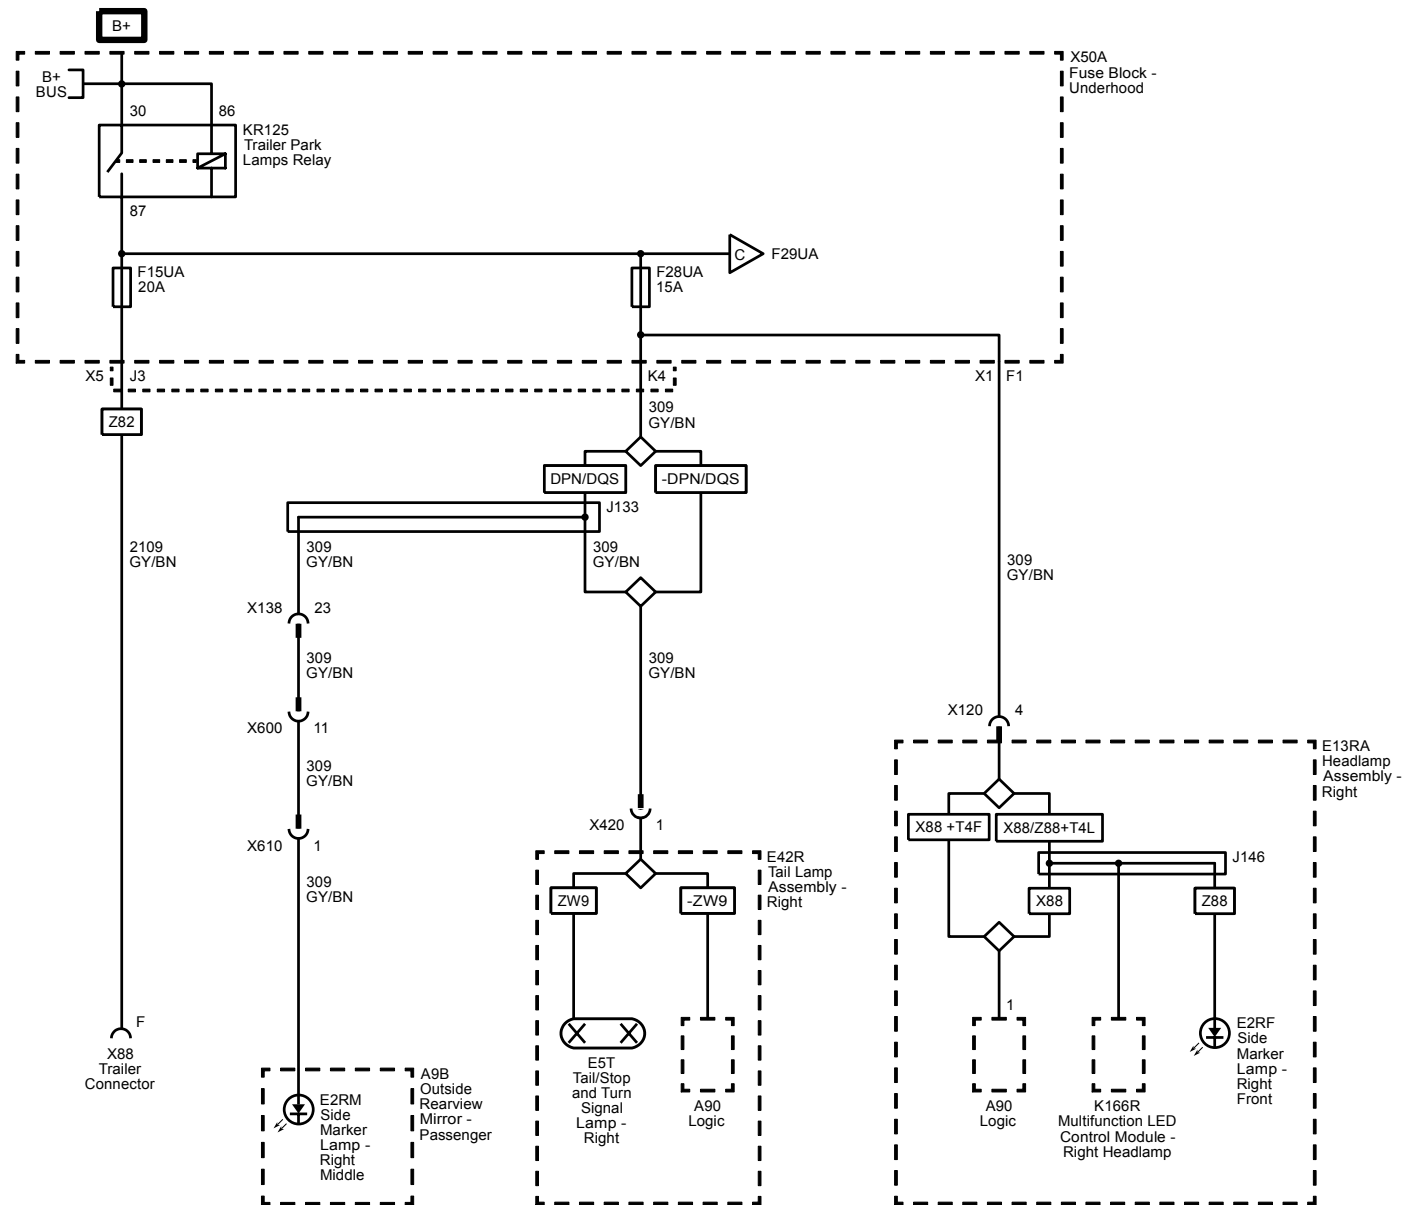 B+
X50A
Fuse Block -
Underhood
B+
BUS
30
86
KR125
Trailer Park
Lamps Relay
87
F15UA
20A
F28UA
15A
C
F29UA
X5
J3
K4
X1
F1
Z82
309
GY/BN
DPN/DQS
-DPN/DQS
J133
2109
GY/BN
309
GY/BN
309
GY/BN
309
GY/BN
X138
23
309
GY/BN
309
GY/BN
X600
11
X120
4
309
GY/BN
E13RA
Headlamp
Assembly -
Right
X420
1
X88 +T4F
X88/Z88+T4L
X610
1
E42R
Tail Lamp
Assembly -
Right
J146
309
GY/BN
ZW9
-ZW9
X88
Z88
1
F
X88
Trailer
Connector
E2RF
Side
Marker
Lamp -
Right
Front
E5T
Tail/Stop
and Turn
Signal
Lamp -
Right
A90
Logic
A90
Logic
K166R
Multifunction LED
Control Module -
Right Headlamp
A9B
Outside
Rearview
Mirror -
Passenger
E2RM
Side
Marker
Lamp -
Right
Middle